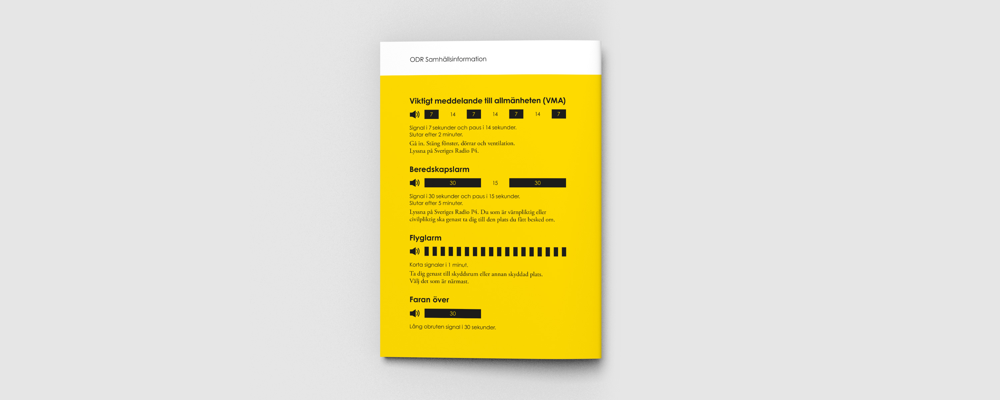 ODR Samhällsinformation
Viktigt meddelande till allmänheten (VMA)
7 14 7 14 7 14 7
Signal i 7 sekunder och paus i 14 sekunder.
Slutar efter 2 minuter.
Gå in. Stäng fönster, dörrar och ventilation.
Lyssna på Sveriges Radio P4.
Beredskapslarm
30 15 30
Signal i 30 sekunder och paus i 15 sekunder.
Slutar efter 5 minuter.
Lyssna på Sveriges Radio P4. Du som är värnpliktig eller
civilpliktig ska genast ta dig till den plats du fått besked om.
Flyglarm
Korta signaler i 1 minut.
Ta dig genast till skyddsrum eller annan skyddad plats.
Välj det som är närmast.
Faran över
30
Lång obruten signal i 30 sekunder.